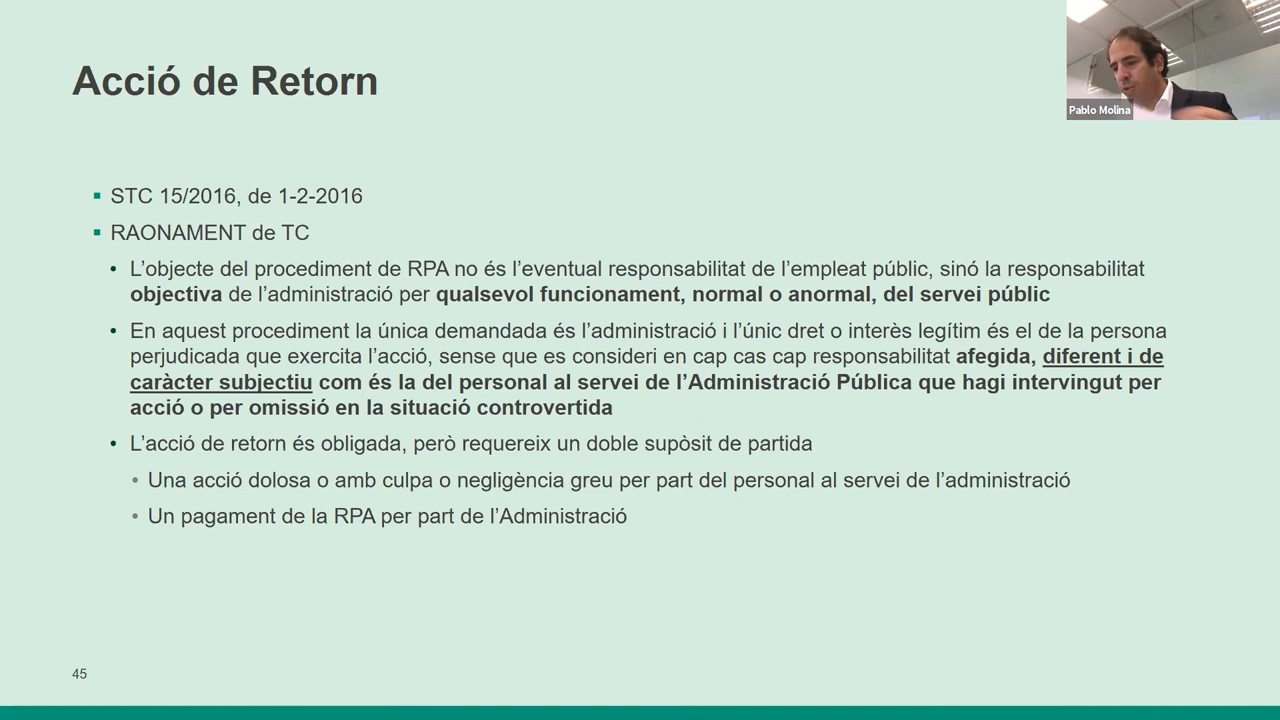 Acció de Retorn
Pablo Molina
▪ STC 15/2016, de 1-2-2016
▪ RAONAMENT de TC
• L’objecte del procediment de RPA no és l’eventual responsabilitat de l’empleat públic, sinó la responsabilitat
objectiva de l’administració per qualsevol funcionament, normal o anormal, del servei públic
• En aquest procediment la única demandada és l’administració i l’únic dret o interès legítim és el de la persona
perjudicada que exercita l’acció, sense que es consideri en cap cas cap responsabilitat afegida, diferent i de
caràcter subjectiu com és la del personal al servei de l’Administració Pública que hagi intervingut per
acció o per omissió en la situació controvertida
• L’acció de retorn és obligada, però requereix un doble supòsit de partida
• Una acció dolosa o amb culpa o negligència greu per part del personal al servei de l’administració
• Un pagament de la RPA per part de l’Administració
45